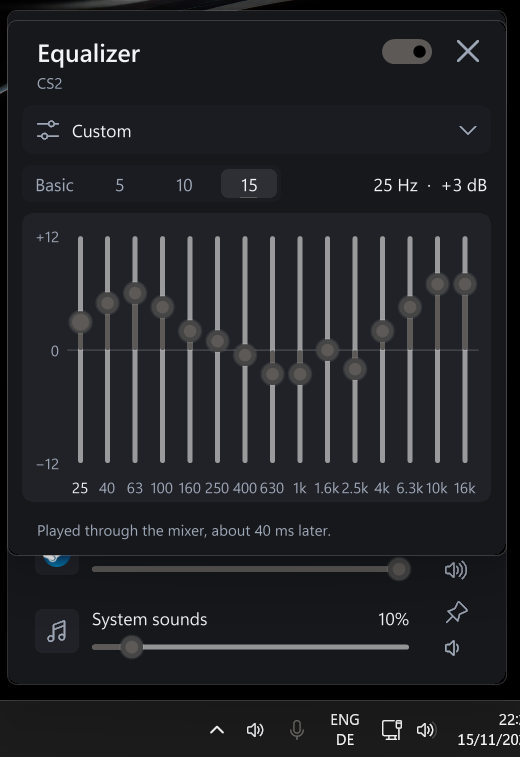 Equalizer
CS2
Custom
Basic 5 10 15 25 Hz · +3 dB
+12
0
−12
25 40 63 100 160 250 400 630 1k 1.6k 2.5k 4k 6.3k 10k 16k
Played through the mixer, about 40 ms later.
System sounds 10%
ENG
DE
22:
15/11/20